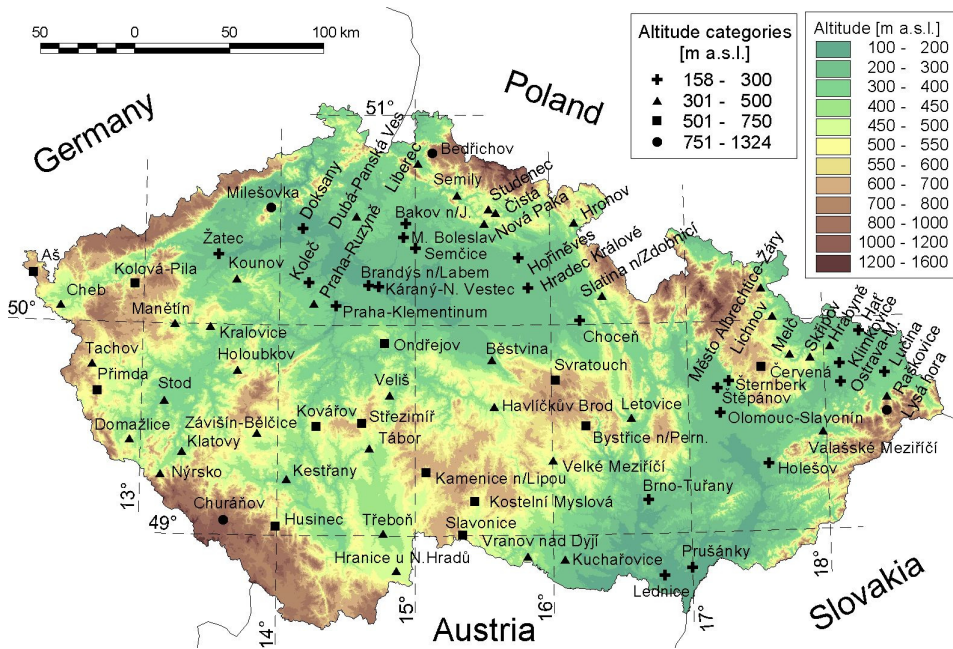 50 0 50 100 km
Altitude categories
[m a.s.l.]
158 - 300
301 - 500
501 - 750
751 - 1324
Altitude [m a.s.l.]
100 - 200
200 - 300
300 - 400
400 - 450
450 - 500
500 - 550
550 - 600
600 - 700
700 - 800
800 - 1000
1000 - 1200
1200 - 1600
Germany
Poland
Slovakia
Austria
51°
50°
49°
13°
14°
15°
16°
17°
18°
Bedřichov
Liberec
Semily
Studenec
Čistá
Nová Paka
Hronov
Dubá-Panská Ves
Doksany
Milešovka
Bakov n/J.
M. Boleslav
Semčice
Hořiněves
Hradec Králové
Slatina n/Zdobnicí
Žatec
Kounov
Koleč
Praha-Ruzyně
Brandýs n/Labem
Káraný-N. Vestec
Praha-Klementinum
Aš
Cheb
Kolová-Pila
Manětín
Kralovice
Holoubkov
Tachov
Přimda
Stod
Domažlice
Závišín-Bělčice
Klatovy
Nýrsko
Churáňov
Husinec
Kestřany
Kovářov
Střezimíř
Tábor
Veliš
Ondřejov
Běstvina
Choceň
Svratouch
Havlíčkův Brod
Letovice
Bystřice n/Pern.
Velké Meziříčí
Kamenice n/Lipou
Kostelní Myslová
Slavonice
Třeboň
Hranice u N.Hradů
Vranov nad Dyjí
Kuchařovice
Brno-Tuřany
Lednice
Prušánky
Holešov
Valašské Meziříčí
Olomouc-Slavonín
Štěpánov
Šternberk
Červená
Město Albrechtice-Žáry
Lichnov
Melč
Skřipov
Hrabyně
Hať
Klimkovice
Ostrava-M.
Lučina
Raškovice
Lysá hora